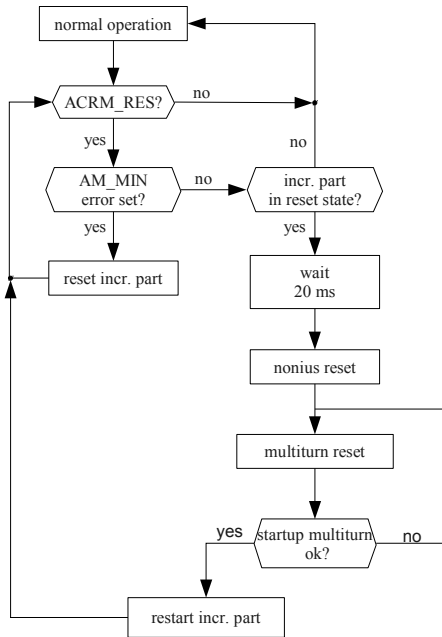 normal operation
ACRM_RES?
no
yes
no
AM_MIN
error set?
no
incr. part
in reset state?
yes
yes
reset incr. part
wait
20 ms
nonius reset
multiturn reset
yes
startup multiturn
ok?
no
restart incr. part